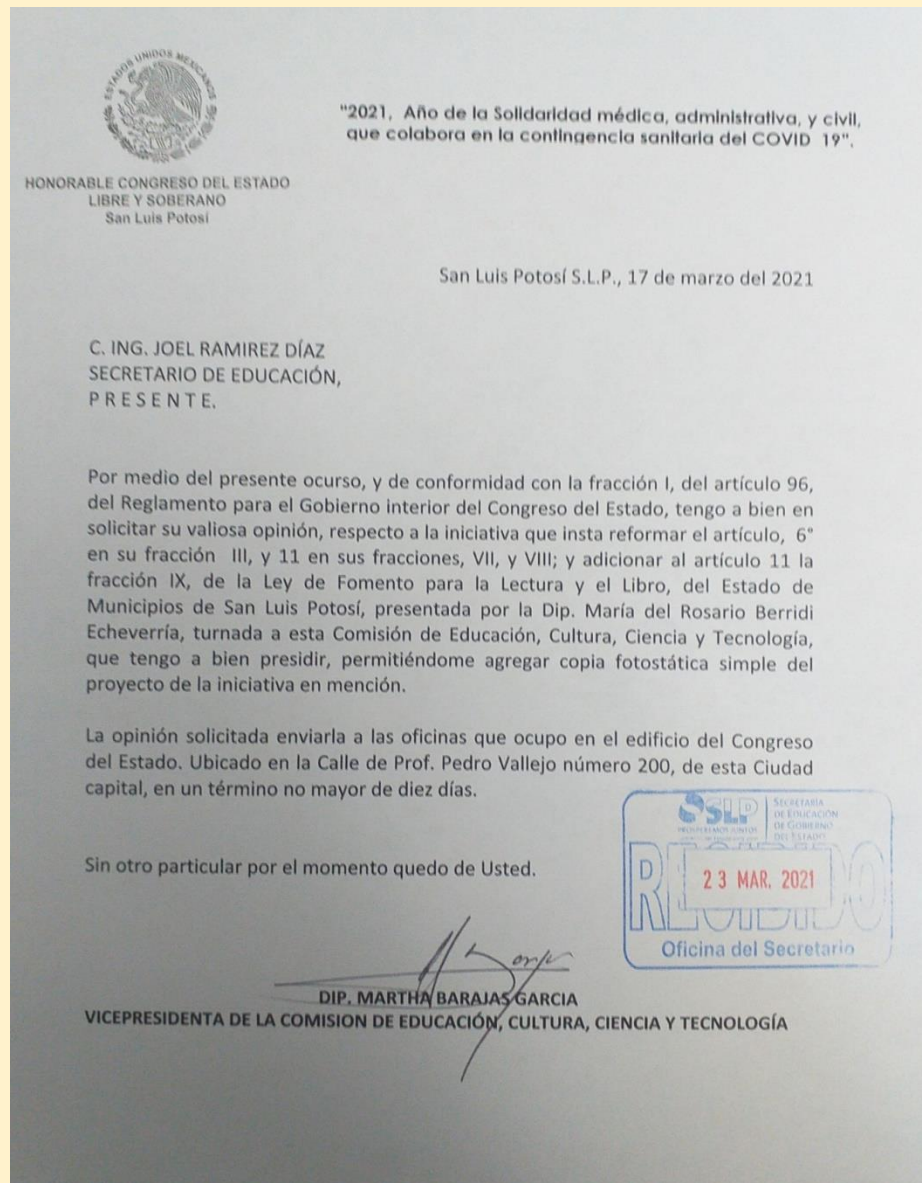 ESTADOS UNIDOS MEXICANOS
"2021, Año de la Solidaridad médica, administrativa, y civil,
que colabora en la contingencia sanitaria del COVID 19".
HONORABLE CONGRESO DEL ESTADO
LIBRE Y SOBERANO
San Luis Potosí
San Luis Potosí S.L.P., 17 de marzo del 2021
C. ING. JOEL RAMIREZ DÍAZ
SECRETARIO DE EDUCACIÓN,
P R E S E N T E.
Por medio del presente ocurso, y de conformidad con la fracción I, del artículo 96,
del Reglamento para el Gobierno interior del Congreso del Estado, tengo a bien en
solicitar su valiosa opinión, respecto a la iniciativa que insta reformar el artículo, 6°
en su fracción III, y 11 en sus fracciones, VII, y VIII; y adicionar al artículo 11 la
fracción IX, de la Ley de Fomento para la Lectura y el Libro, del Estado de
Municipios de San Luis Potosí, presentada por la Dip. María del Rosario Berridi
Echeverría, turnada a esta Comisión de Educación, Cultura, Ciencia y Tecnología,
que tengo a bien presidir, permitiéndome agregar copia fotostática simple del
proyecto de la iniciativa en mención.
La opinión solicitada enviarla a las oficinas que ocupo en el edificio del Congreso
del Estado. Ubicado en la Calle de Prof. Pedro Vallejo número 200, de esta Ciudad
capital, en un término no mayor de diez días.
Sin otro particular por el momento quedo de Usted.
SLP
PROSPEREMOS JUNTOS
SECRETARÍA
DE EDUCACIÓN
DE GOBIERNO
DEL ESTADO
RECIBIDO
23 MAR. 2021
Oficina del Secretario
DIP. MARTHA BARAJAS GARCIA
VICEPRESIDENTA DE LA COMISION DE EDUCACIÓN, CULTURA, CIENCIA Y TECNOLOGÍA